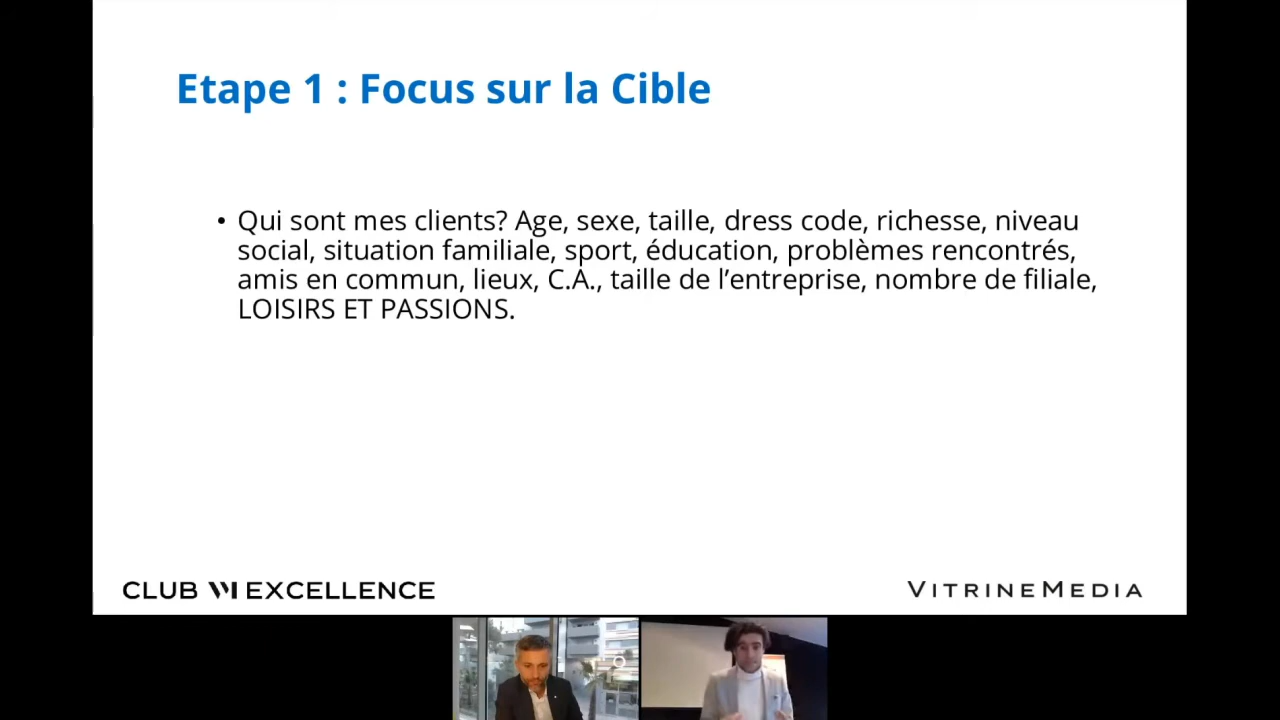 Etape 1 : Focus sur la Cible
• Qui sont mes clients? Age, sexe, taille, dress code, richesse, niveau
social, situation familiale, sport, éducation, problèmes rencontrés,
amis en commun, lieux, C.A., taille de l’entreprise, nombre de filiale,
LOISIRS ET PASSIONS.
CLUB VM EXCELLENCE
VITRINEMEDIA